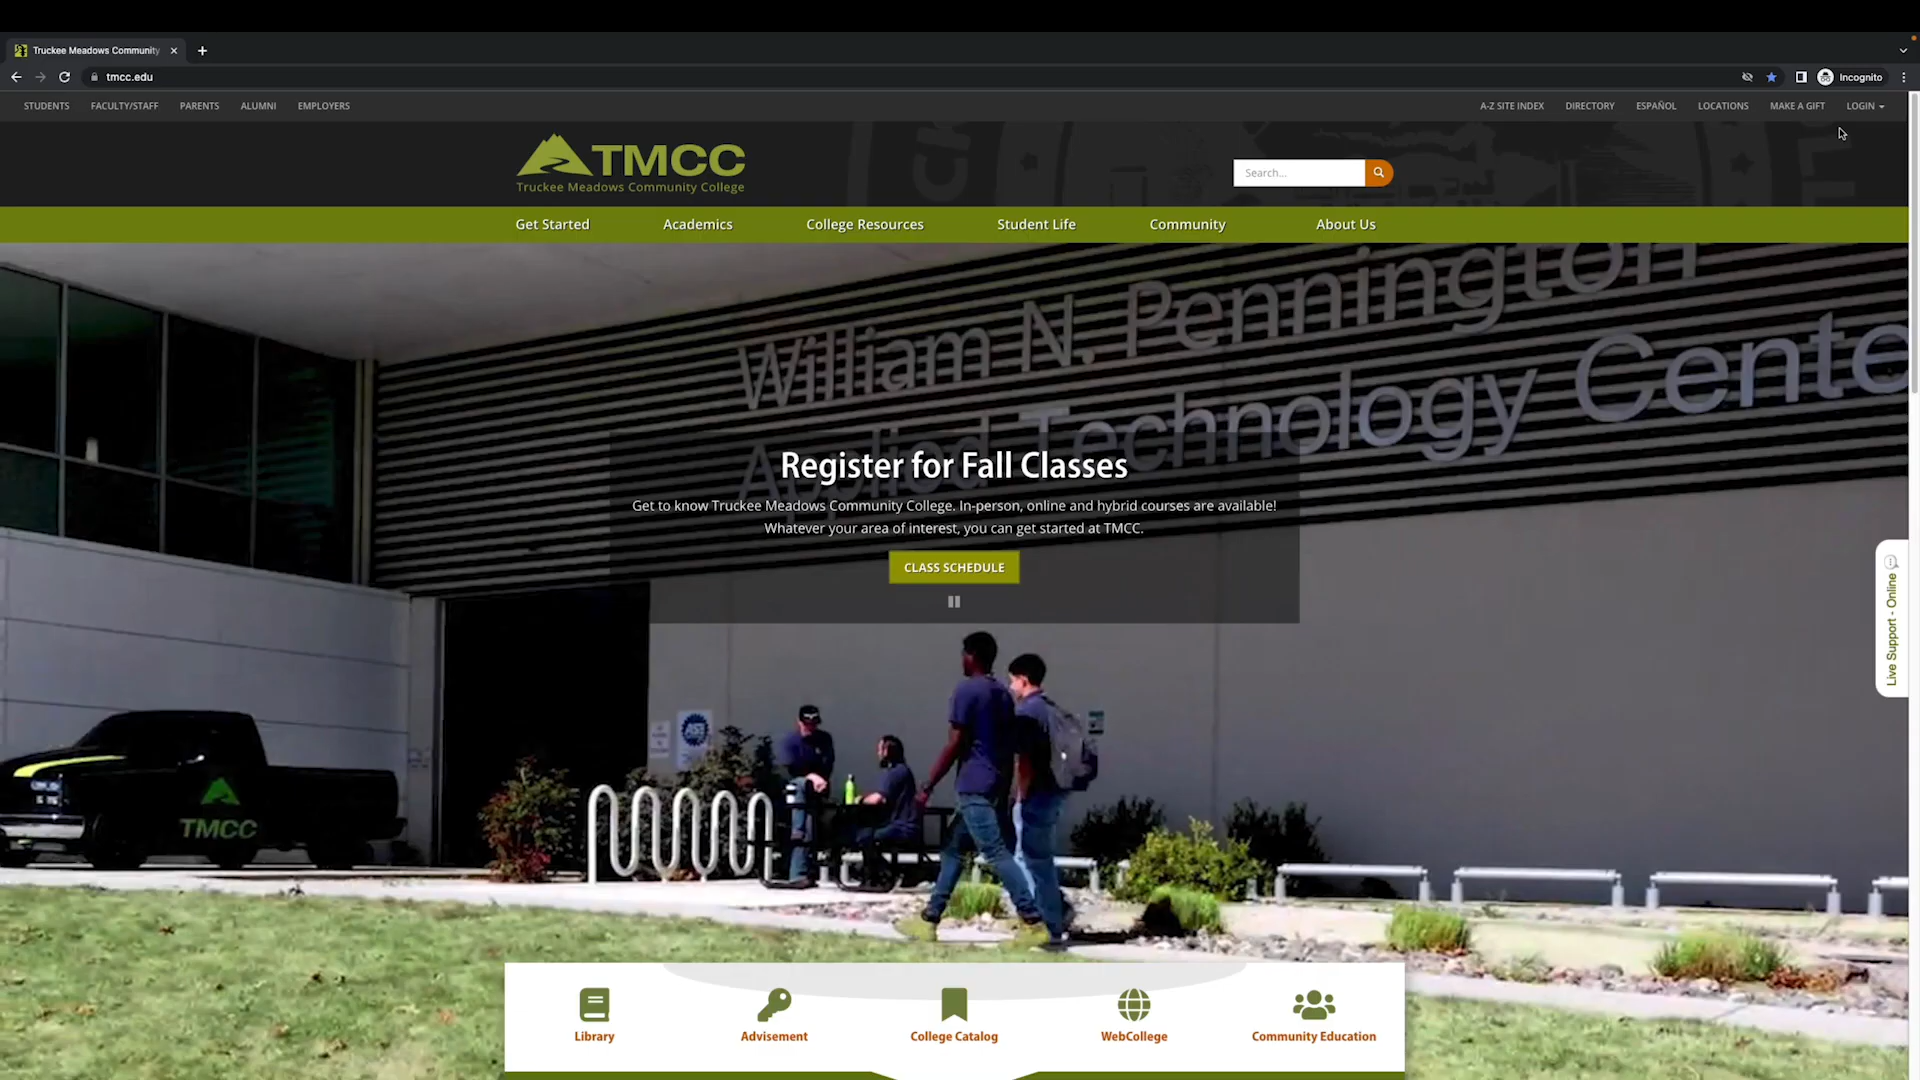 Truckee Meadows Community
tmcc.edu
Incognito
STUDENTS FACULTY/STAFF PARENTS ALUMNI EMPLOYERS
A-Z SITE INDEX DIRECTORY ESPAÑOL LOCATIONS MAKE A GIFT LOGIN
TMCC
Truckee Meadows Community College
Search...
Get Started Academics College Resources Student Life Community About Us
William N. Pennington
Applied Technology Cente
Register for Fall Classes
Get to know Truckee Meadows Community College. In-person, online and hybrid courses are available!
Whatever your area of interest, you can get started at TMCC.
CLASS SCHEDULE
Live Support - Online
ASE
TMCC
Library Advisement College Catalog WebCollege Community Education